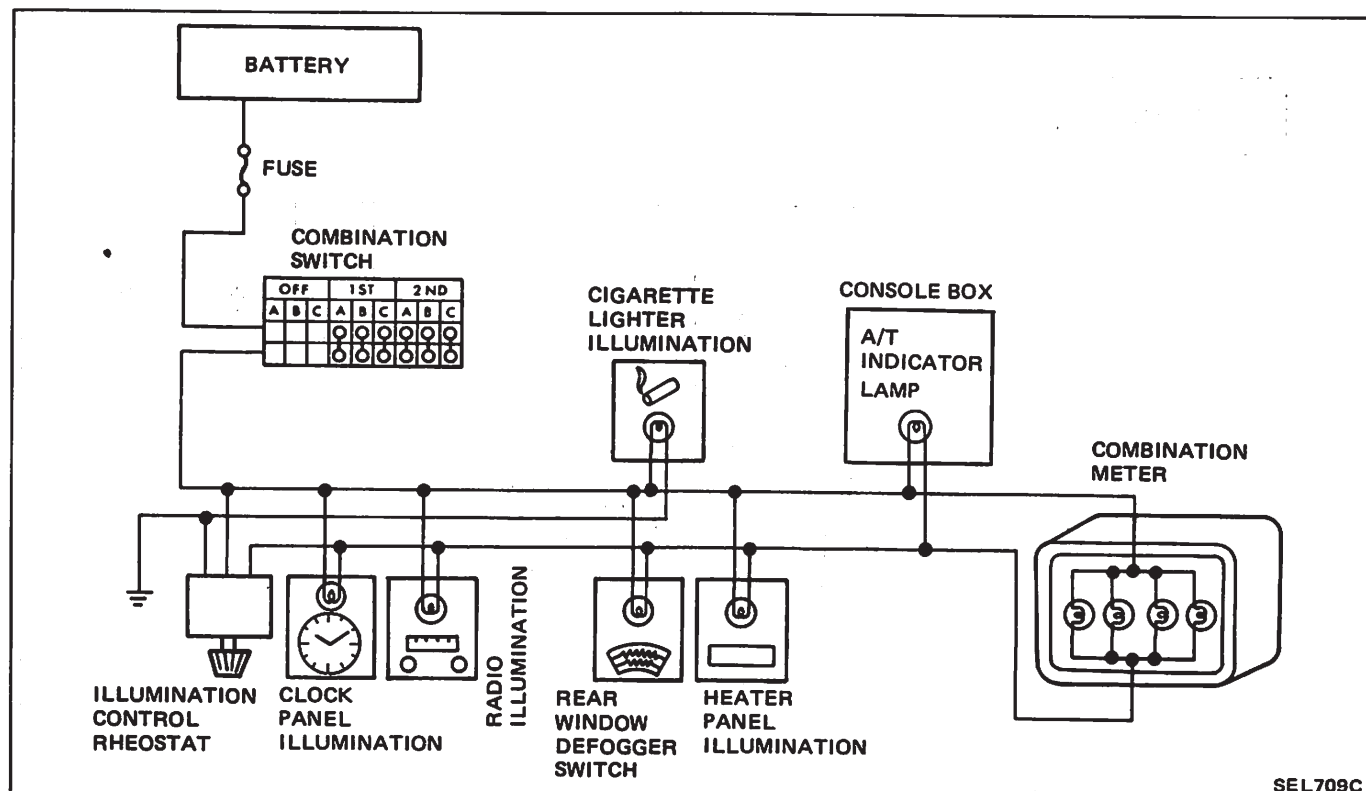 BATTERY
FUSE
COMBINATION
SWITCH
OFF 1ST 2ND
A B C A B C A B C
CIGARETTE
LIGHTER
ILLUMINATION
CONSOLE BOX
A/T
INDICATOR
LAMP
COMBINATION
METER
ILLUMINATION
CONTROL
RHEOSTAT
CLOCK
PANEL
ILLUMINATION
RADIO
ILLUMINATION
REAR
WINDOW
DEFOGGER
SWITCH
HEATER
PANEL
ILLUMINATION
SEL709C